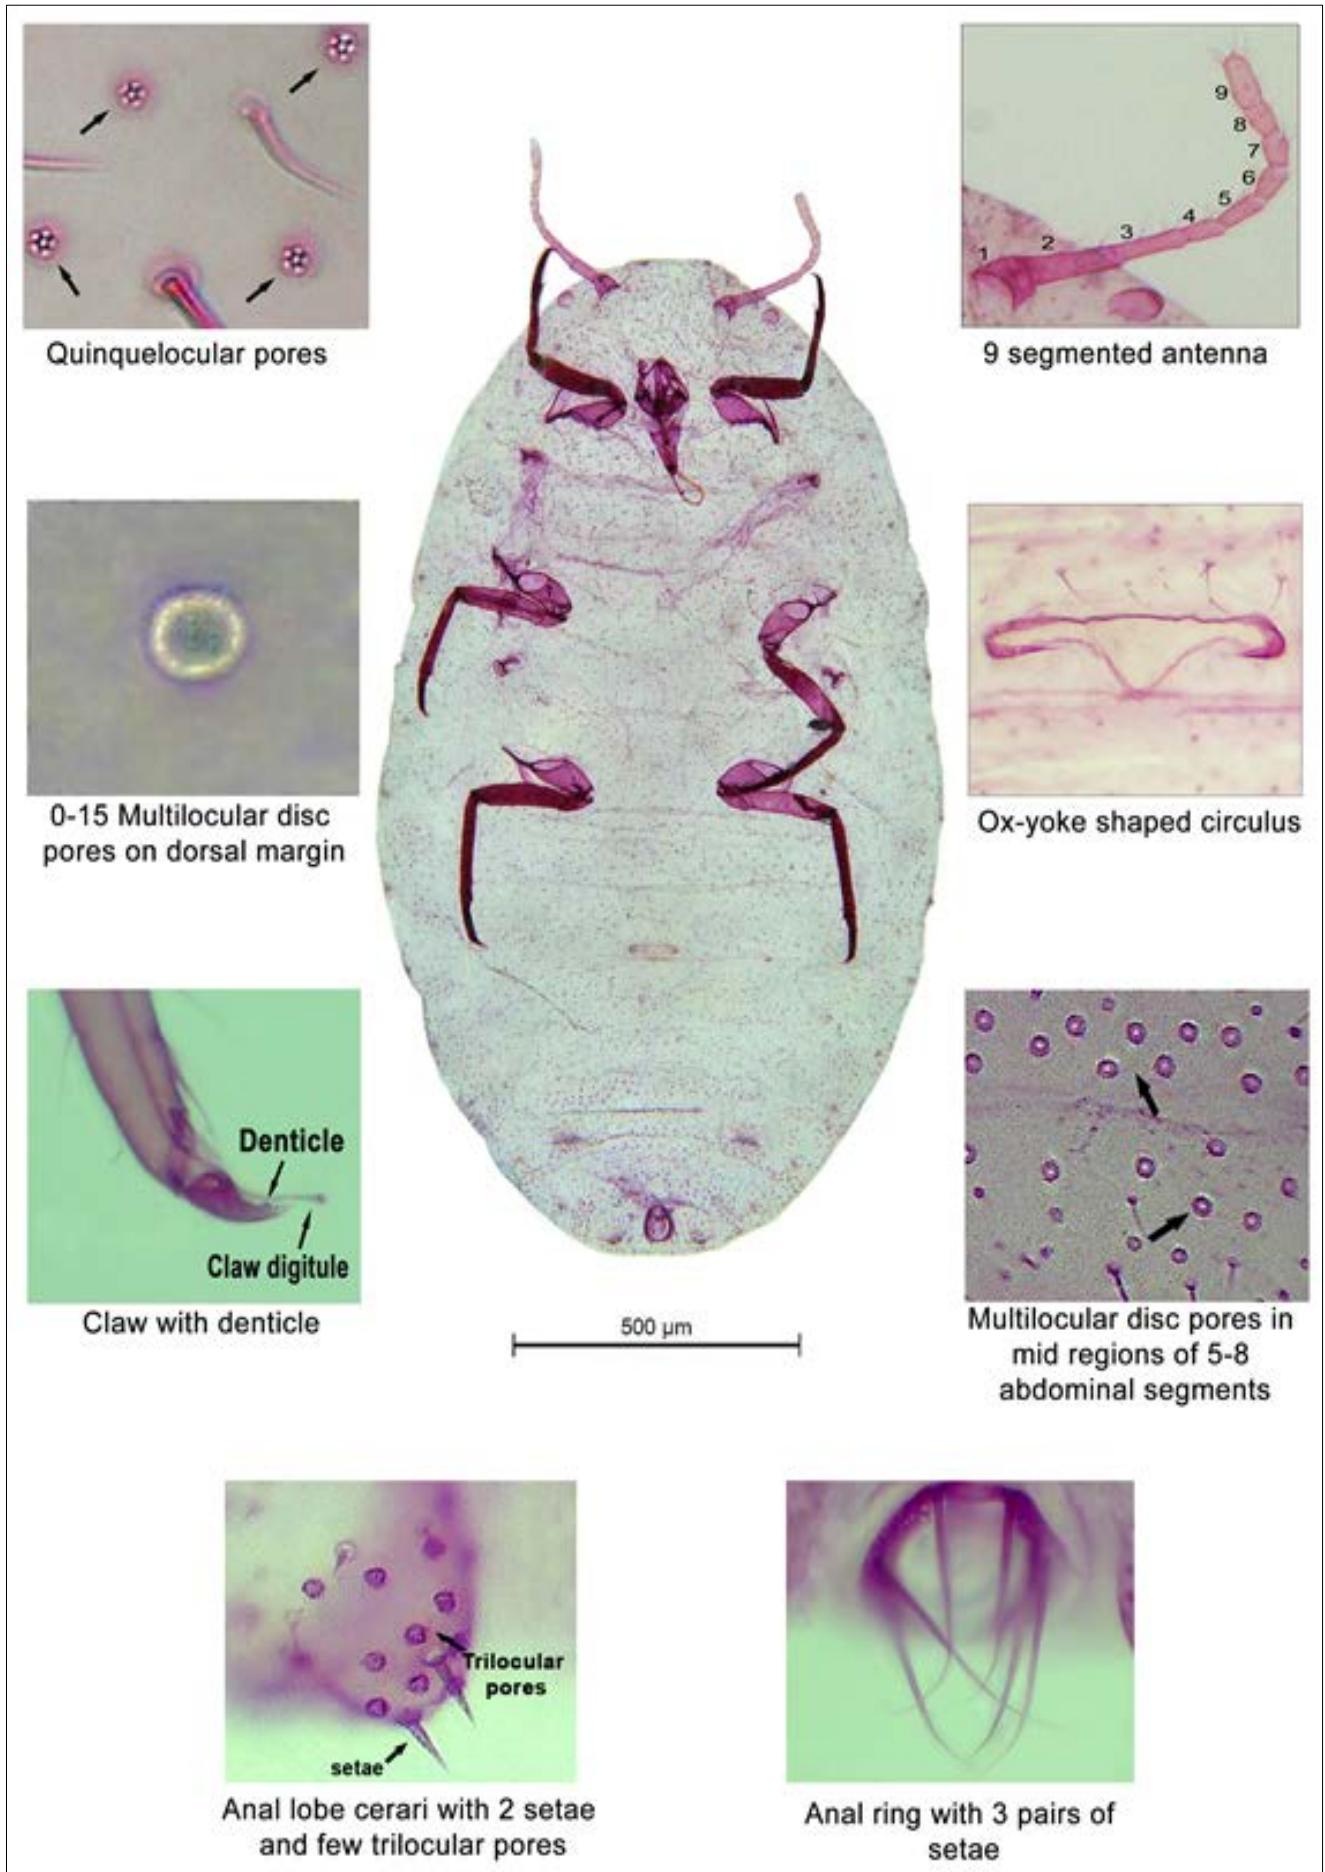 Quinquelocular pores
9
8
7
6
5
4
3
2
1
9 segmented antenna
0-15 Multilocular disc
pores on dorsal margin
Ox-yoke shaped circulus
Denticle
Claw digitule
Claw with denticle
500 µm
Multilocular disc pores in
mid regions of 5-8
abdominal segments
Trilocular
pores
setae
Anal lobe cerari with 2 setae
and few trilocular pores
Anal ring with 3 pairs of
setae